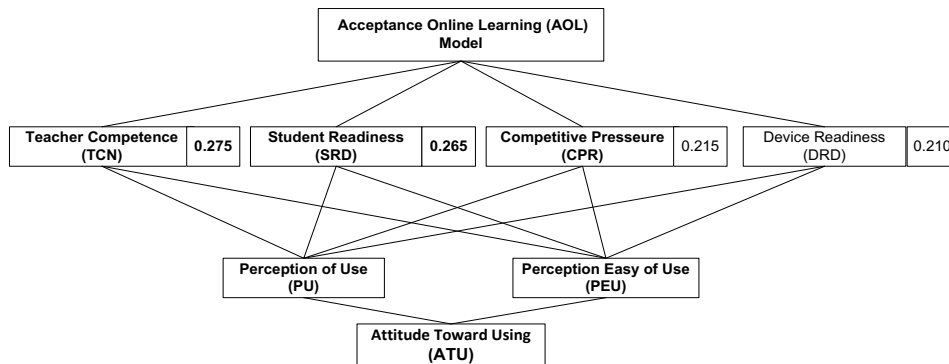 Acceptance Online Learning (AOL)
Model
Teacher Competence
(TCN)
0.275
Student Readiness
(SRD)
0.265
Competitive Presseure
(CPR)
0.215
Device Readiness
(DRD)
0.210
Perception of Use
(PU)
Perception Easy of Use
(PEU)
Attitude Toward Using
(ATU)